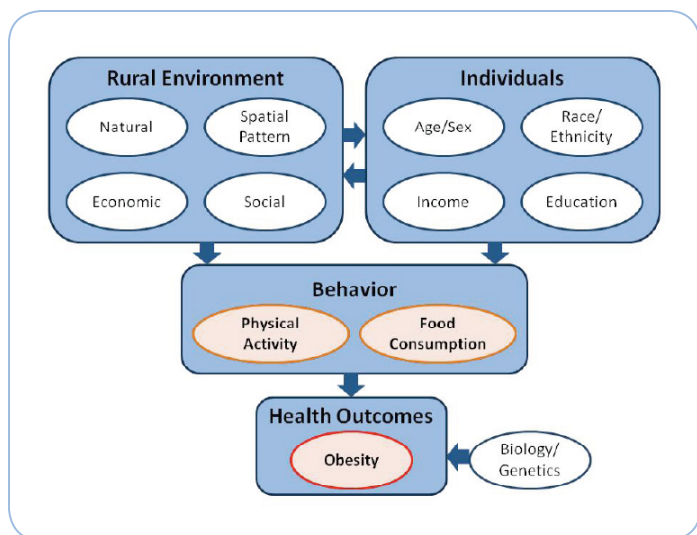 Rural Environment
Natural
Spatial
Pattern
Economic
Social
Individuals
Age/Sex
Race/
Ethnicity
Income
Education
Behavior
Physical
Activity
Food
Consumption
Health Outcomes
Obesity
Biology/
Genetics